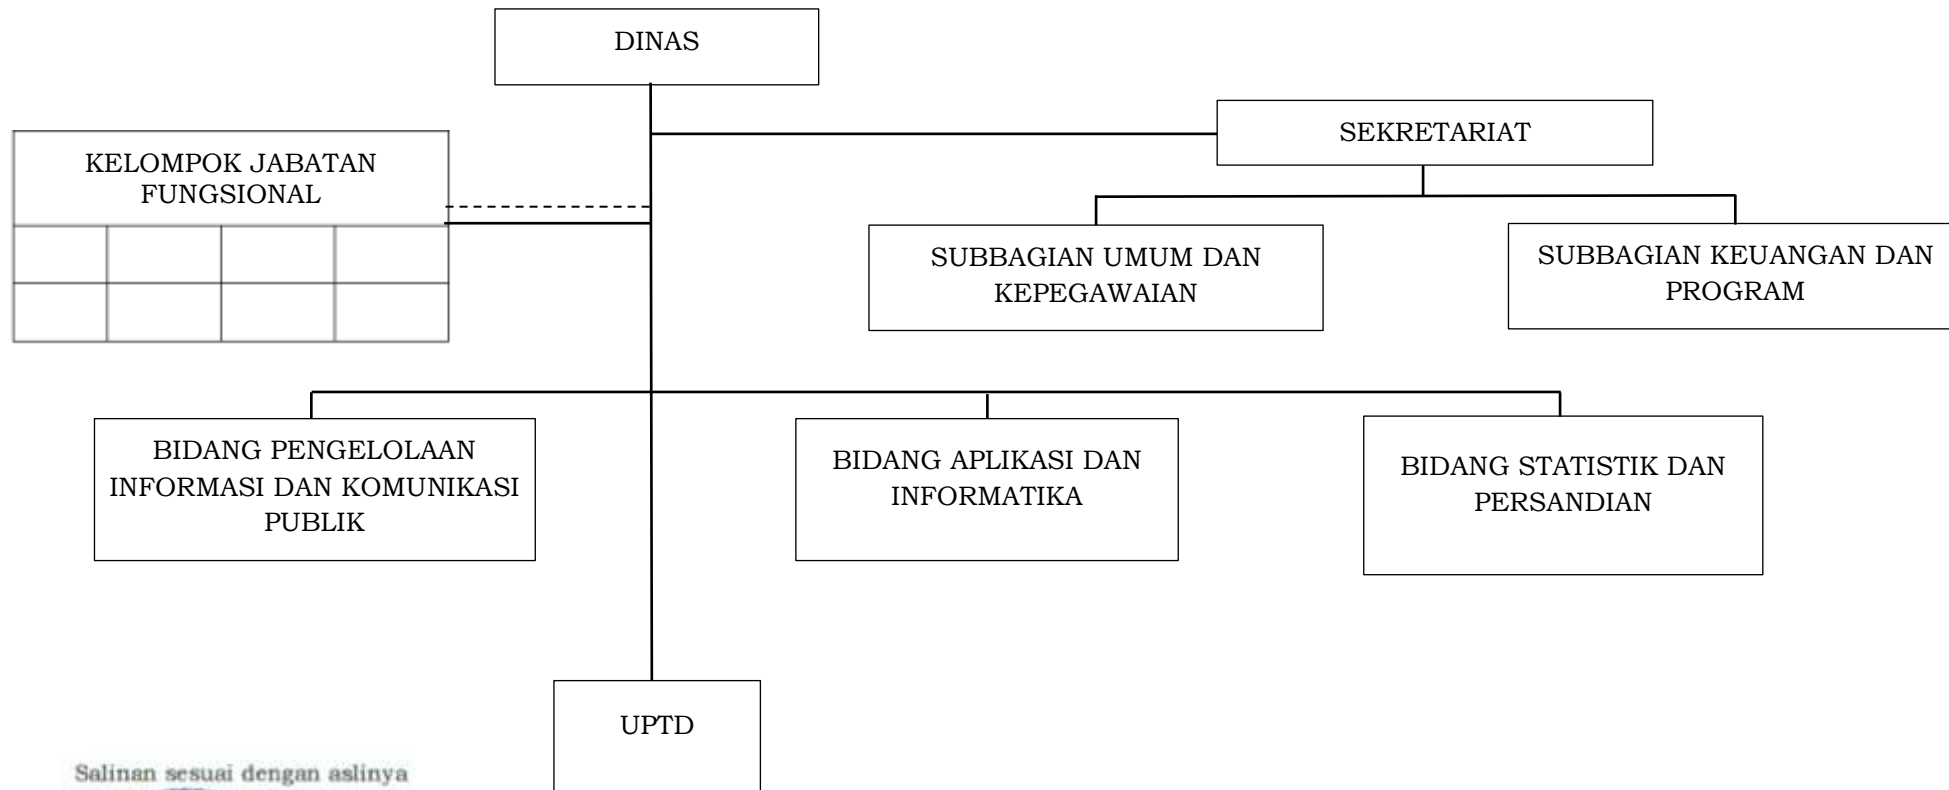 DINAS
SEKRETARIAT
KELOMPOK JABATAN
FUNGSIONAL
SUBBAGIAN UMUM DAN
KEPEGAWAIAN
SUBBAGIAN KEUANGAN DAN
PROGRAM
BIDANG PENGELOLAAN
INFORMASI DAN KOMUNIKASI
PUBLIK
BIDANG APLIKASI DAN
INFORMATIKA
BIDANG STATISTIK DAN
PERSANDIAN
UPTD
Salinan sesuai dengan aslinya